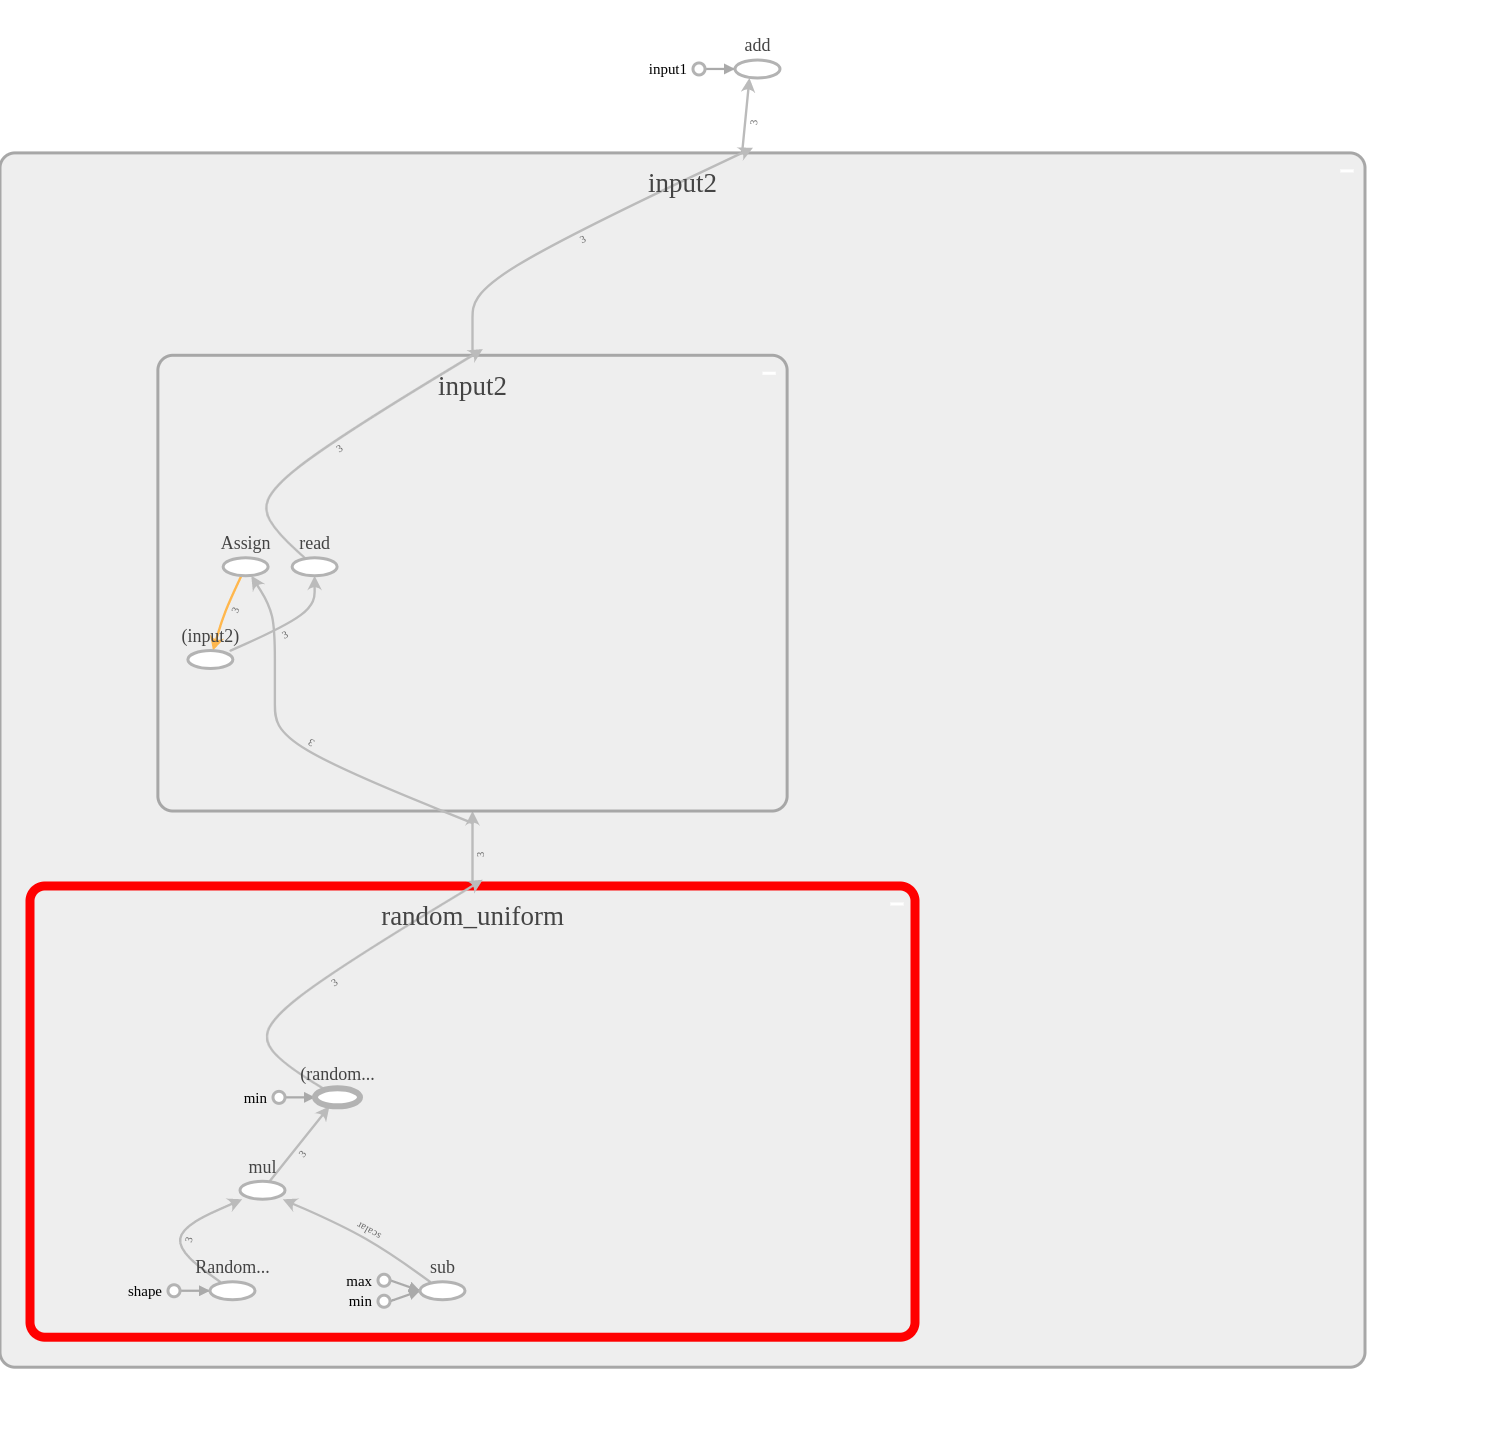 add
input1
3
input2
3
input2
3
Assign read
3
(input2)
3
3
3
random_uniform
3
(random...
min
3
mul
scalar
3
Random... sub
max
shape
min